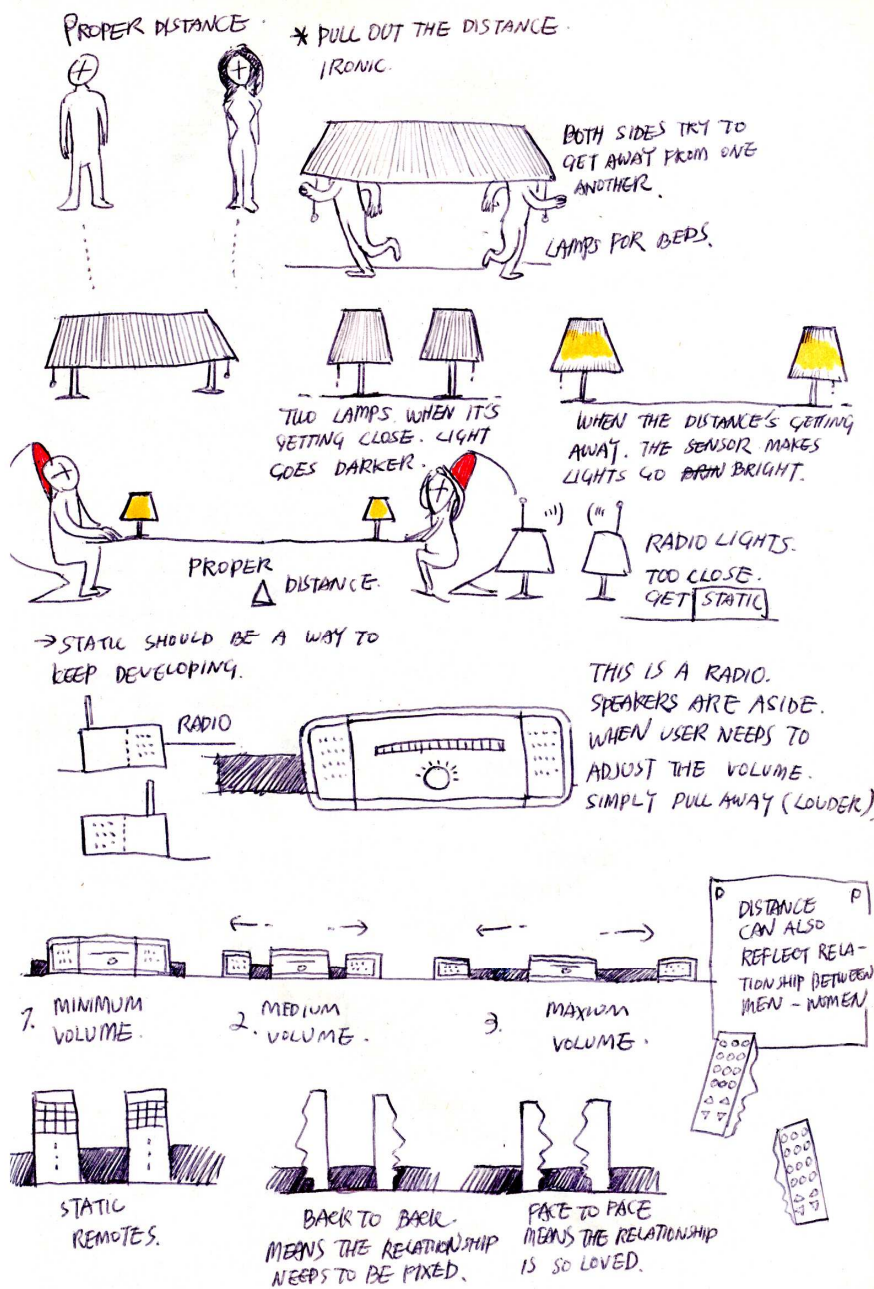 PROPER DISTANCE.
* PULL OUT THE DISTANCE.
IRONIC.
BOTH SIDES TRY TO
GET AWAY FROM ONE
ANOTHER.
LAMPS FOR BEDS.
TWO LAMPS. WHEN IT'S
GETTING CLOSE. LIGHT
GOES DARKER.
WHEN THE DISTANCE'S GETTING
AWAY. THE SENSOR MAKES
LIGHTS GO BRIGHT.
PROPER
DISTANCE.
RADIO LIGHTS.
TOO CLOSE.
GET STATIC
→ STATIC SHOULD BE A WAY TO
KEEP DEVELOPING.
RADIO
THIS IS A RADIO.
SPEAKERS ARE ASIDE.
WHEN USER NEEDS TO
ADJUST THE VOLUME.
SIMPLY PULL AWAY (LOUDER)
DISTANCE
CAN ALSO
REFLECT RELA-
TIONSHIP BETWEEN
MEN - WOMEN
1. MINIMUM
VOLUME.
2. MEDIUM
VOLUME.
3. MAXIUM
VOLUME.
STATIC
REMOTES.
BACK TO BACK.
MEANS THE RELATIONSHIP
NEEDS TO BE FIXED.
FACE TO FACE
MEANS THE RELATIONSHIP
IS SO LOVED.